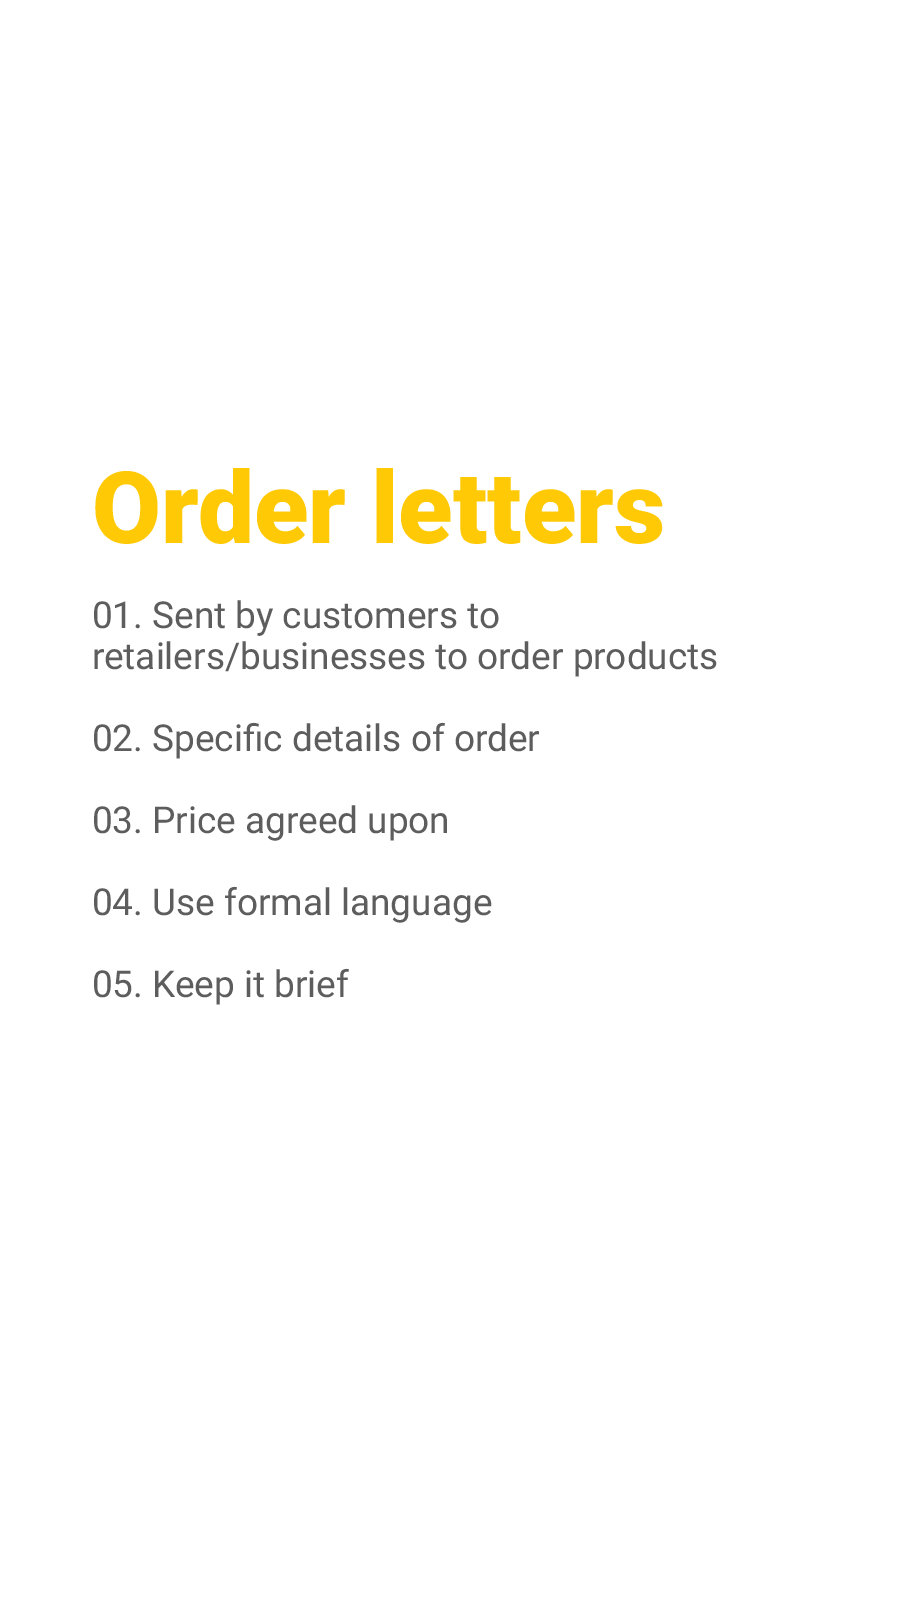 Order letters
01. Sent by customers to
retailers/businesses to order products
02. Specific details of order
03. Price agreed upon
04. Use formal language
05. Keep it brief